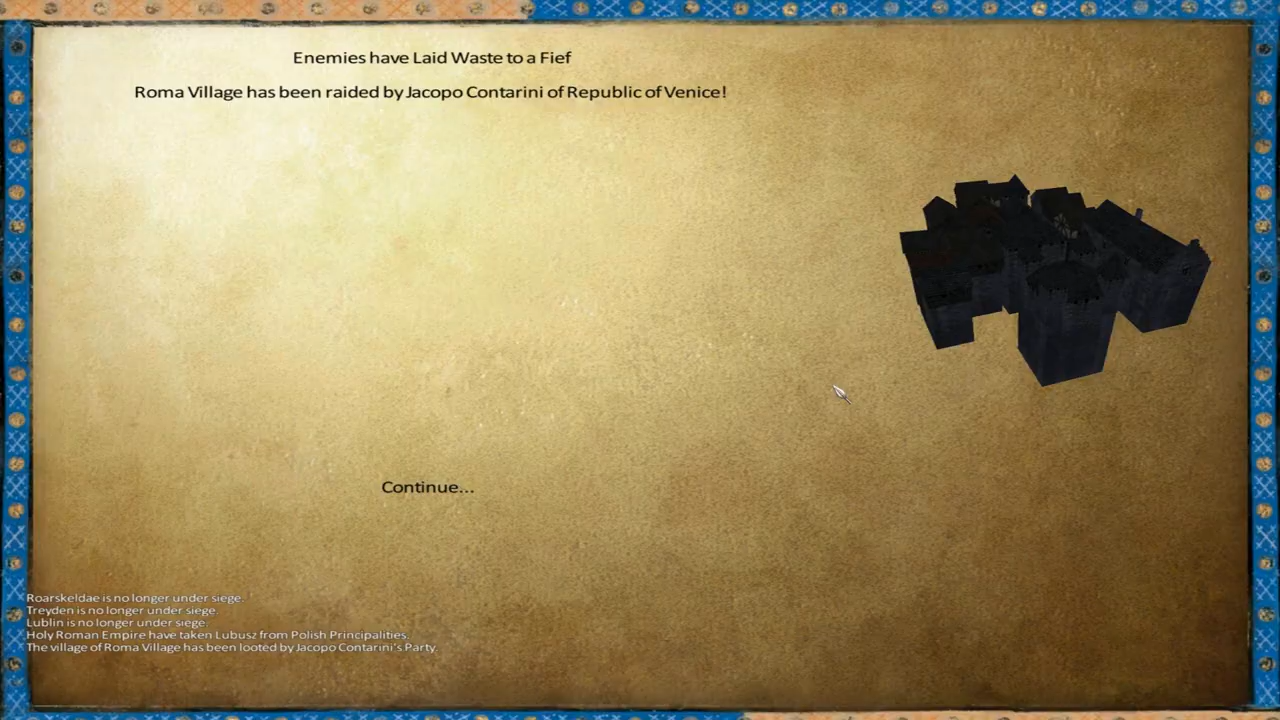 Enemies have Laid Waste to a Fief
Roma Village has been raided by Jacopo Contarini of Republic of Venice!
Continue...
Roarskeldae is no longer under siege.
Treyden is no longer under siege.
Lublin is no longer under siege.
Holy Roman Empire have taken Lubusz from Polish Principalities.
The village of Roma Village has been looted by Jacopo Contarini's Party.